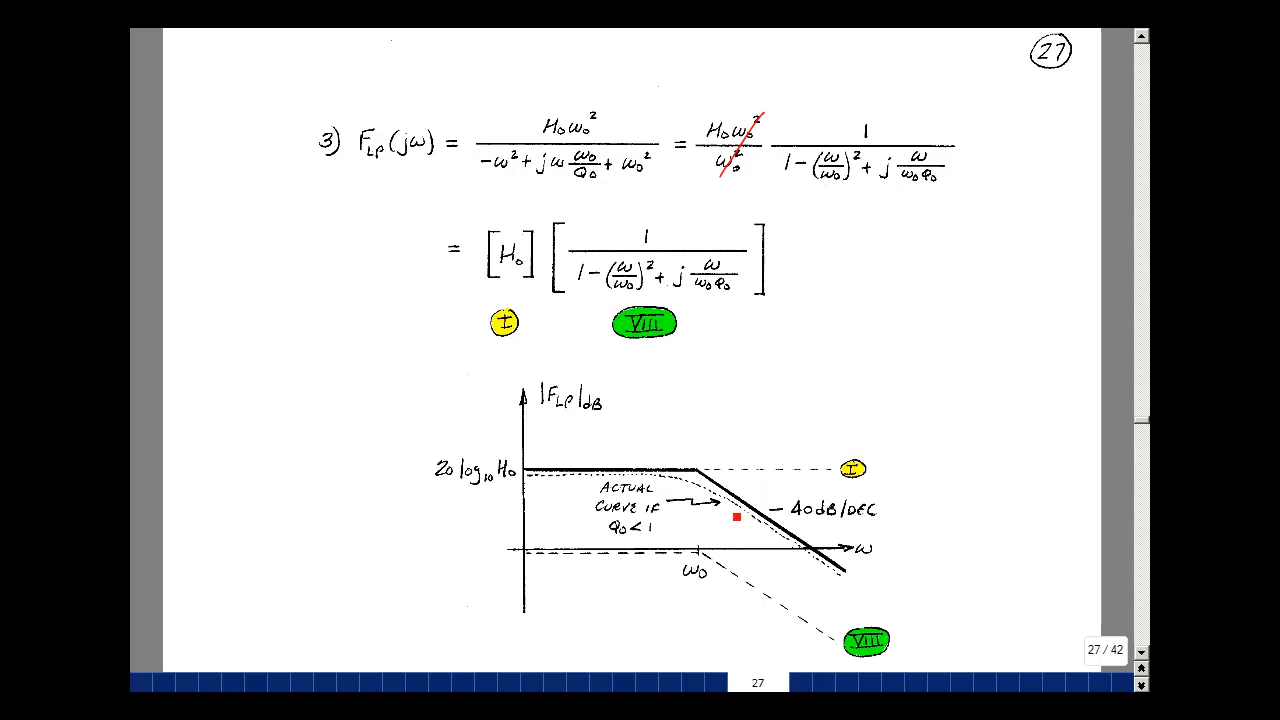 27
3) F_LP(jω) = H₀ω₀² / (-ω² + jω ω₀/Q₀ + ω₀²) = H₀ω₀²/ω₀² · 1 / (1-(ω/ω₀)² + j ω/(ω₀Q₀))
= [H₀] [1 / (1-(ω/ω₀)² + j ω/(ω₀Q₀))]
I VIII
|F_LP|dB
20 log₁₀ H₀
I
ACTUAL
CURVE IF
Q₀ < 1
-40dB/DEC
ω
ω₀
VIII
27 / 42
27